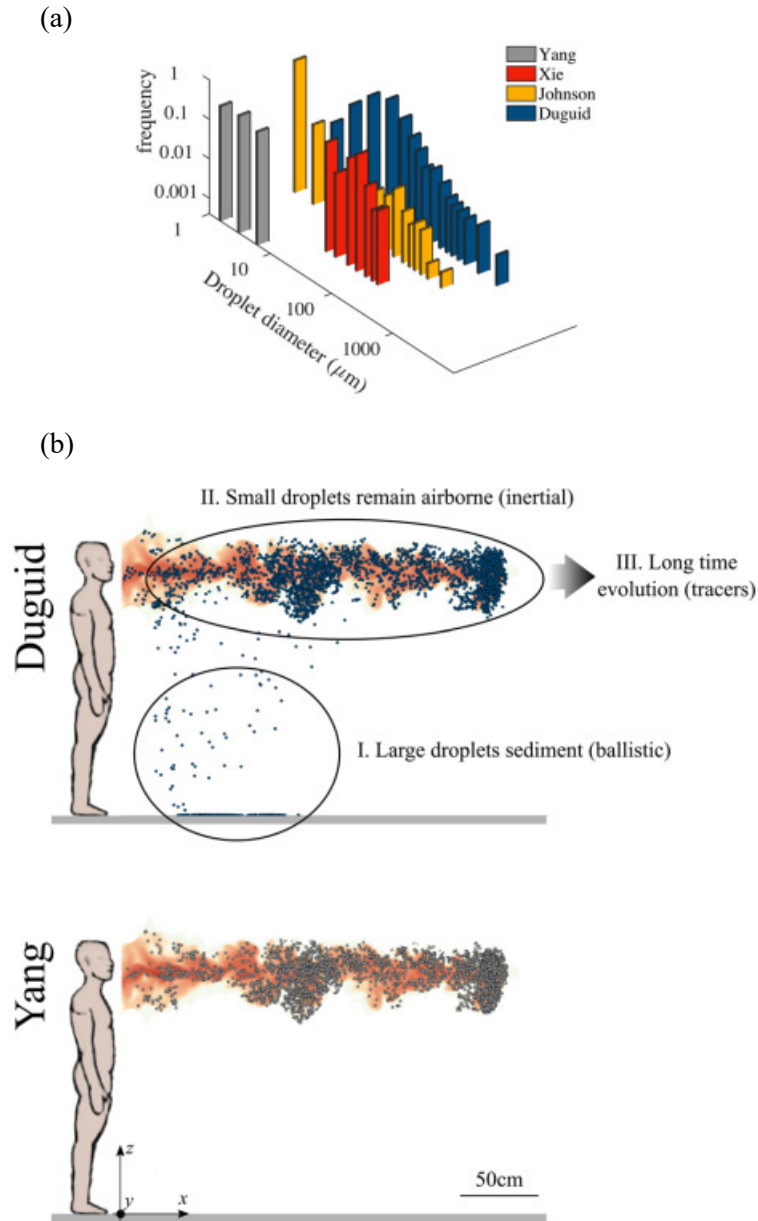 (a)
Yang
Xie
Johnson
Duguid
frequency
1
0.1
0.01
0.001
1
10
100
1000
Droplet diameter (μm)
(b)
Duguid
II. Small droplets remain airborne (inertial)
III. Long time
evolution (tracers)
I. Large droplets sediment (ballistic)
Yang
z
y
x
50cm